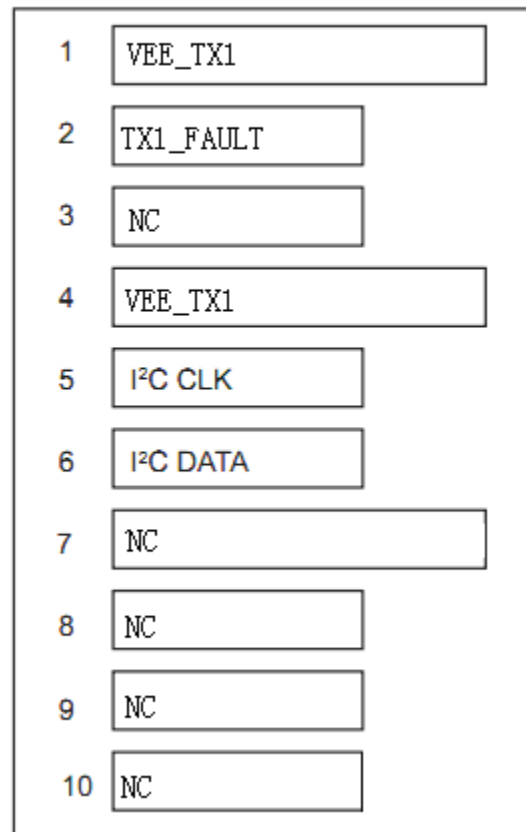 1 VEE_TX1
2 TX1_FAULT
3 NC
4 VEE_TX1
5 I²C CLK
6 I²C DATA
7 NC
8 NC
9 NC
10 NC